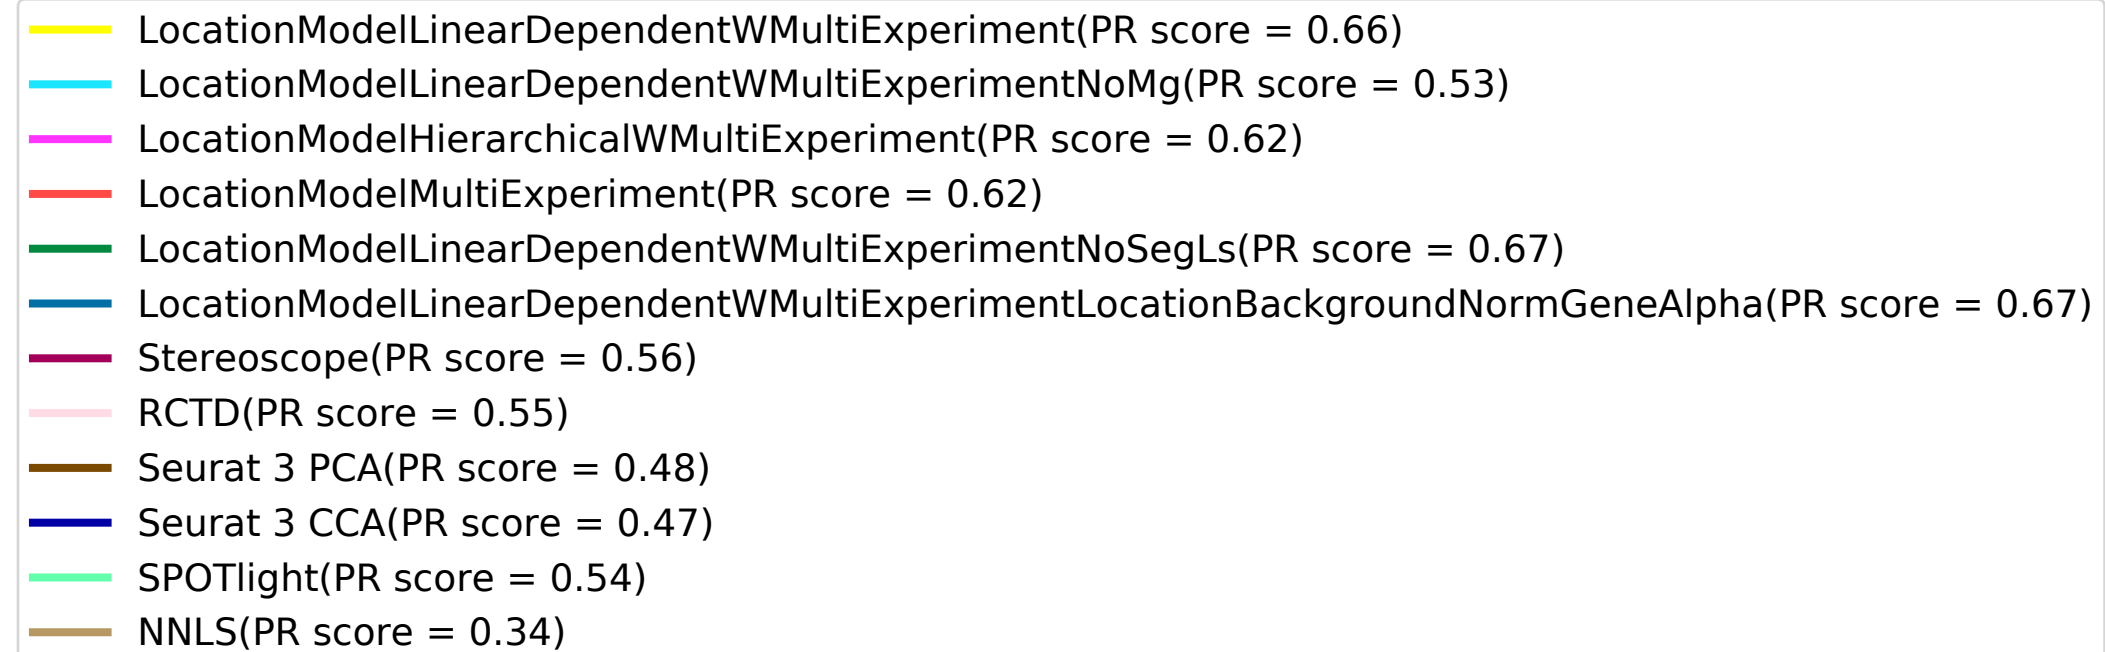 LocationModelLinearDependentWMultiExperiment(PR score = 0.66)
LocationModelLinearDependentWMultiExperimentNoMg(PR score = 0.53)
LocationModelHierarchicalWMultiExperiment(PR score = 0.62)
LocationModelMultiExperiment(PR score = 0.62)
LocationModelLinearDependentWMultiExperimentNoSegLs(PR score = 0.67)
LocationModelLinearDependentWMultiExperimentLocationBackgroundNormGeneAlpha(PR score = 0.67)
Stereoscope(PR score = 0.56)
RCTD(PR score = 0.55)
Seurat 3 PCA(PR score = 0.48)
Seurat 3 CCA(PR score = 0.47)
SPOTlight(PR score = 0.54)
NNLS(PR score = 0.34)